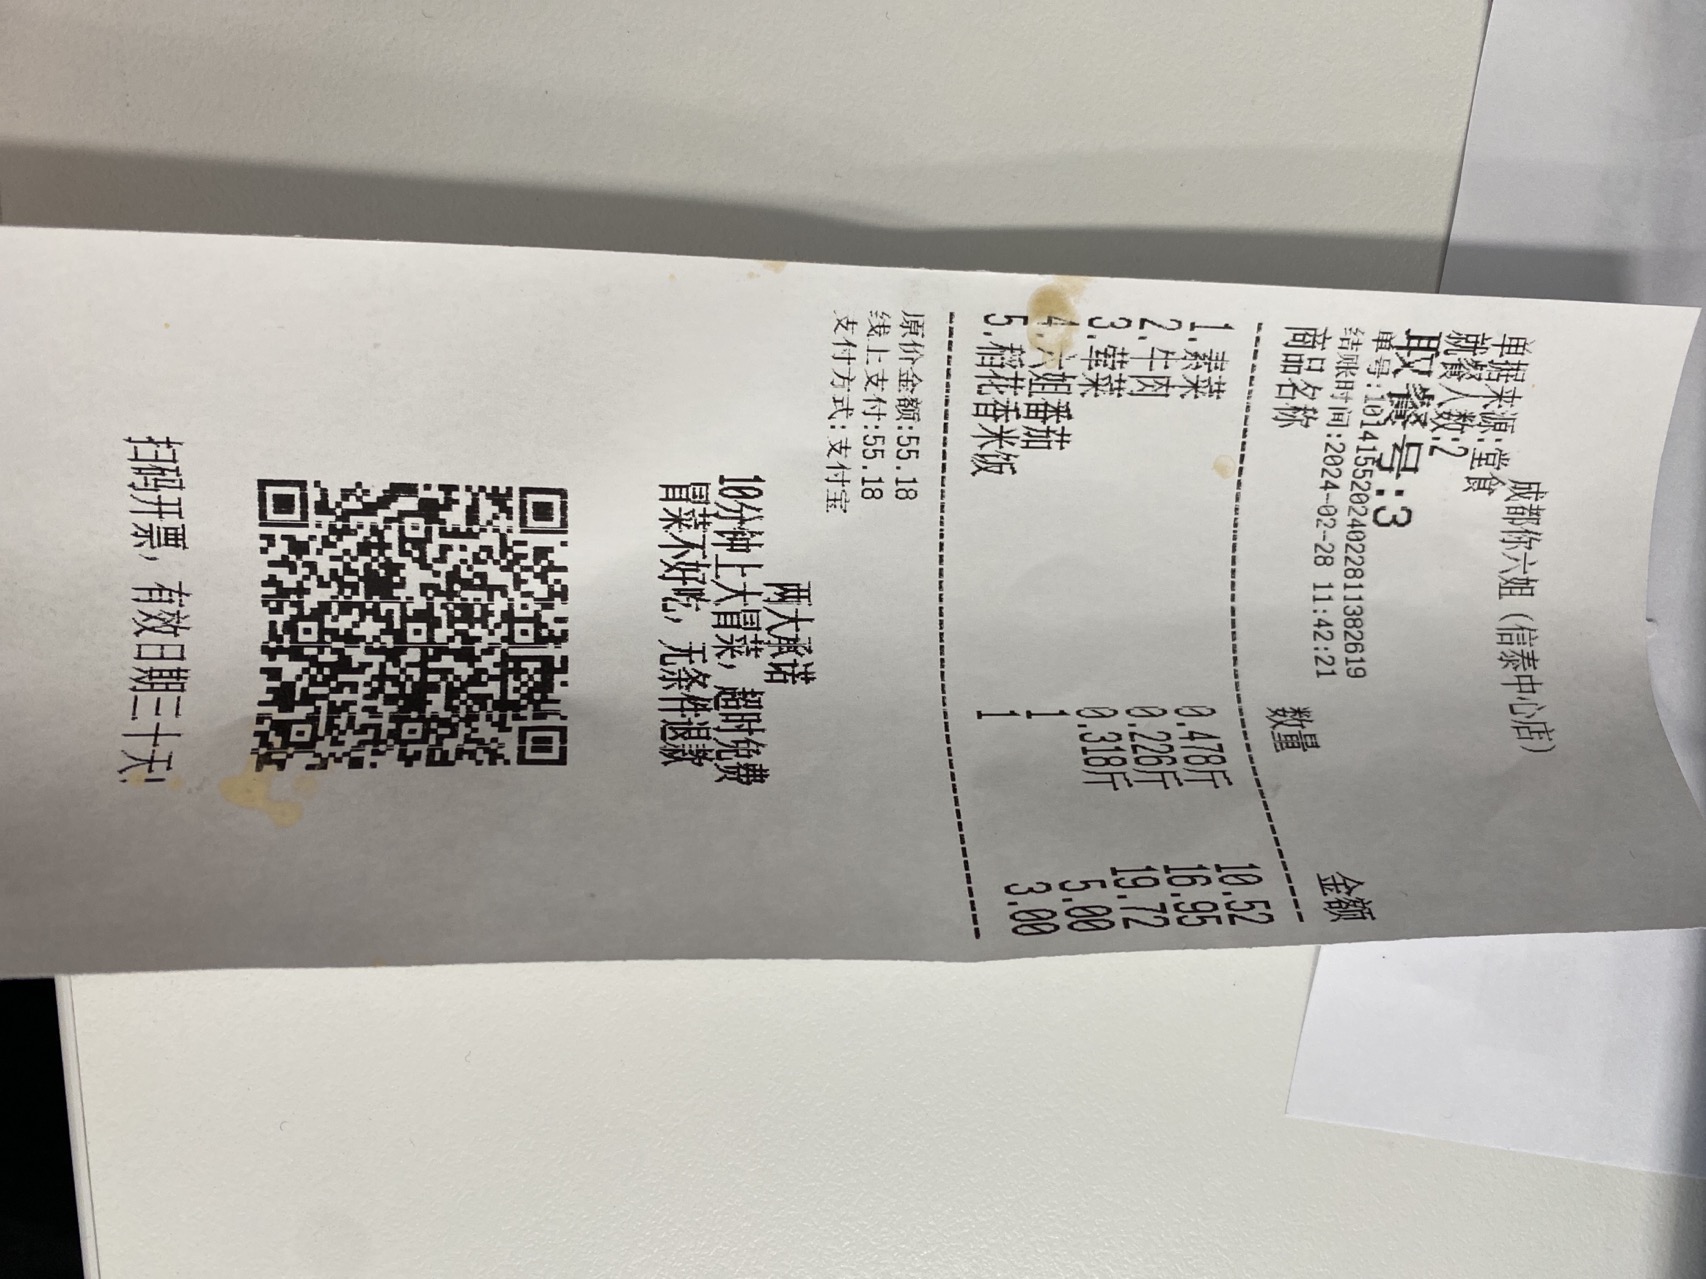 成都你六姐（信泰中心店）
单据来源:堂食
就餐人数:2
取餐号:3
单号:1014155202402281138​2619
结账时间:2024-02-28 11:42:21
商品名称 数量 金额
1.素菜 0.478斤 10.52
2.牛肉 0.226斤 16.95
3.荤菜 0.318斤 19.72
4.六姐番茄 1 5.00
5.稻花香米饭 1 3.00
原价金额:55.18
线上支付:55.18
支付方式:支付宝
两大承诺
10分钟上大冒菜，超时免费
冒菜不好吃，无条件退款
扫码开票，有效日期三十天!